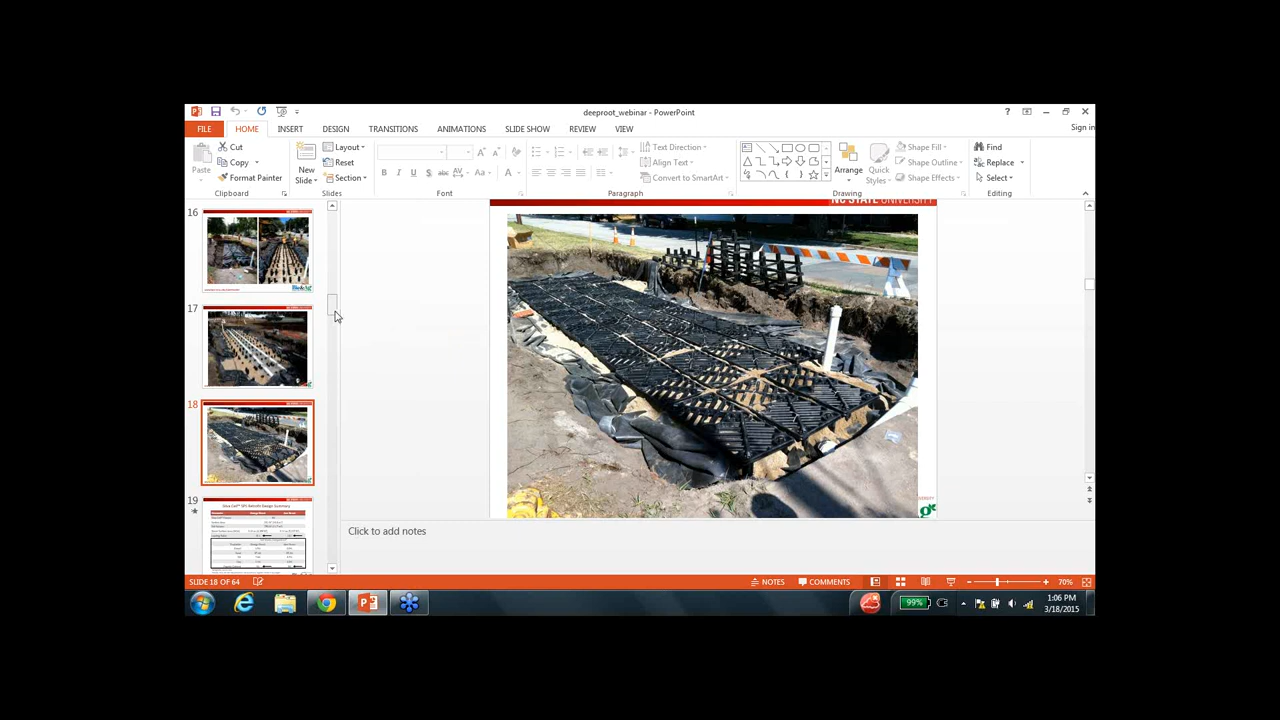 deeproot_webinar - PowerPoint
FILE HOME INSERT DESIGN TRANSITIONS ANIMATIONS SLIDE SHOW REVIEW VIEW Sign in
Paste
Cut
Copy
Format Painter
Clipboard
New
Slide
Layout
Reset
Section
Slides
B I U S abc AV Aa A
Font
Text Direction
Align Text
Convert to SmartArt
Paragraph
Arrange
Quick
Styles
Shape Fill
Shape Outline
Shape Effects
Drawing
Find
Replace
Select
Editing
16
17
18
19
NC STATE UNIVERSITY
Click to add notes
SLIDE 18 OF 64 NOTES COMMENTS 70%
99%
1:06 PM
3/18/2015